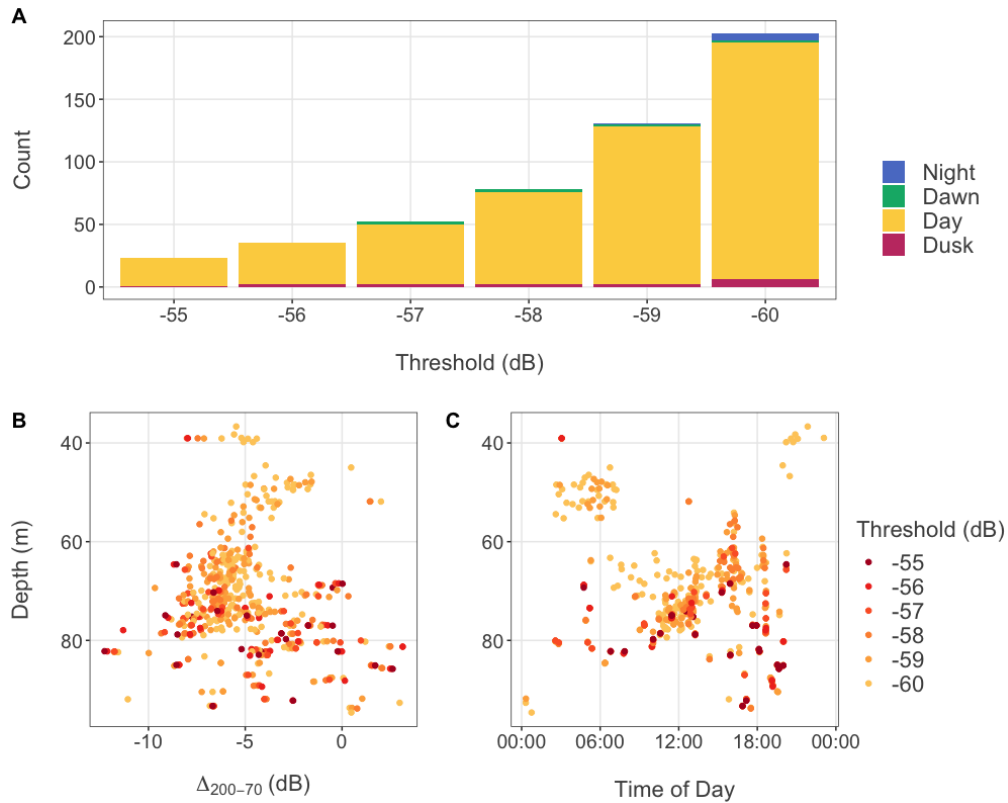 A
200
150
100
50
0
Count
-55
-56
-57
-58
-59
-60
Threshold (dB)
Night
Dawn
Day
Dusk
B
40
60
80
Depth (m)
-10
-5
0
Δ200−70 (dB)
C
40
60
80
00:00
06:00
12:00
18:00
00:00
Time of Day
Threshold (dB)
-55
-56
-57
-58
-59
-60